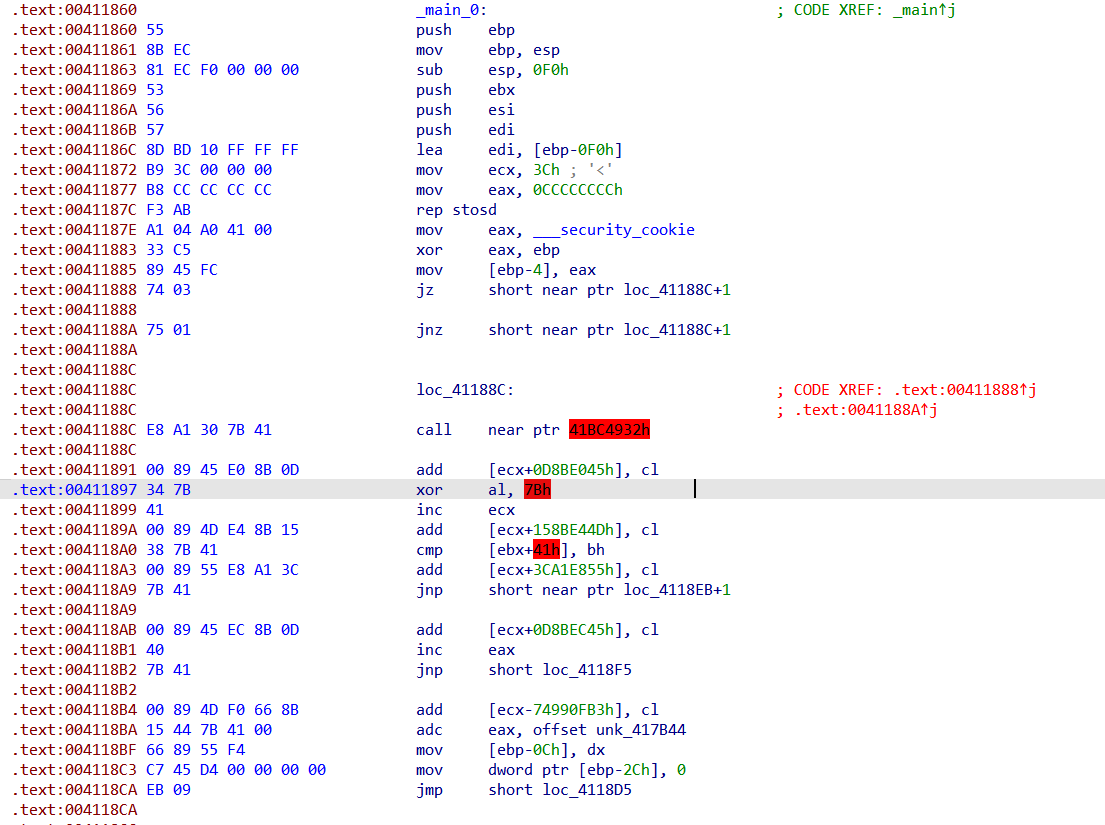 .text:00411860 _main_0: ; CODE XREF: _main↑j
.text:00411860 55 push ebp
.text:00411861 8B EC mov ebp, esp
.text:00411863 81 EC F0 00 00 00 sub esp, 0F0h
.text:00411869 53 push ebx
.text:0041186A 56 push esi
.text:0041186B 57 push edi
.text:0041186C 8D BD 10 FF FF FF lea edi, [ebp-0F0h]
.text:00411872 B9 3C 00 00 00 mov ecx, 3Ch ; '<'
.text:00411877 B8 CC CC CC CC mov eax, 0CCCCCCCCh
.text:0041187C F3 AB rep stosd
.text:0041187E A1 04 A0 41 00 mov eax, ___security_cookie
.text:00411883 33 C5 xor eax, ebp
.text:00411885 89 45 FC mov [ebp-4], eax
.text:00411888 74 03 jz short near ptr loc_41188C+1
.text:00411888
.text:0041188A 75 01 jnz short near ptr loc_41188C+1
.text:0041188A
.text:0041188C
.text:0041188C loc_41188C: ; CODE XREF: .text:00411888↑j
.text:0041188C ; .text:0041188A↑j
.text:0041188C E8 A1 30 7B 41 call near ptr 41BC4932h
.text:0041188C
.text:00411891 00 89 45 E0 8B 0D add [ecx+0D8BE045h], cl
.text:00411897 34 7B xor al, 7Bh
.text:00411899 41 inc ecx
.text:0041189A 00 89 4D E4 8B 15 add [ecx+158BE44Dh], cl
.text:004118A0 38 7B 41 cmp [ebx+41h], bh
.text:004118A3 00 89 55 E8 A1 3C add [ecx+3CA1E855h], cl
.text:004118A9 7B 41 jnp short near ptr loc_4118EB+1
.text:004118A9
.text:004118AB 00 89 45 EC 8B 0D add [ecx+0D8BEC45h], cl
.text:004118B1 40 inc eax
.text:004118B2 7B 41 jnp short loc_4118F5
.text:004118B2
.text:004118B4 00 89 4D F0 66 8B add [ecx-74990FB3h], cl
.text:004118BA 15 44 7B 41 00 adc eax, offset unk_417B44
.text:004118BF 66 89 55 F4 mov [ebp-0Ch], dx
.text:004118C3 C7 45 D4 00 00 00 00 mov dword ptr [ebp-2Ch], 0
.text:004118CA EB 09 jmp short loc_4118D5
.text:004118CA